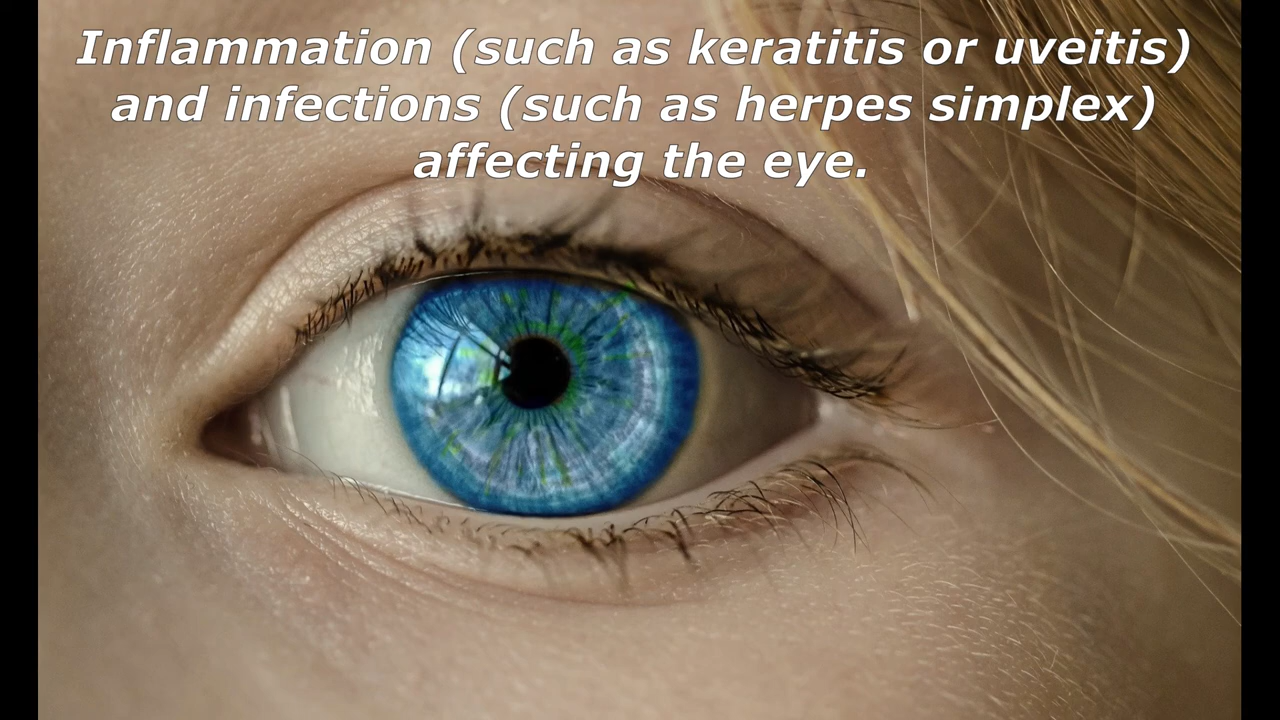 Inflammation (such as keratitis or uveitis)
and infections (such as herpes simplex)
affecting the eye.